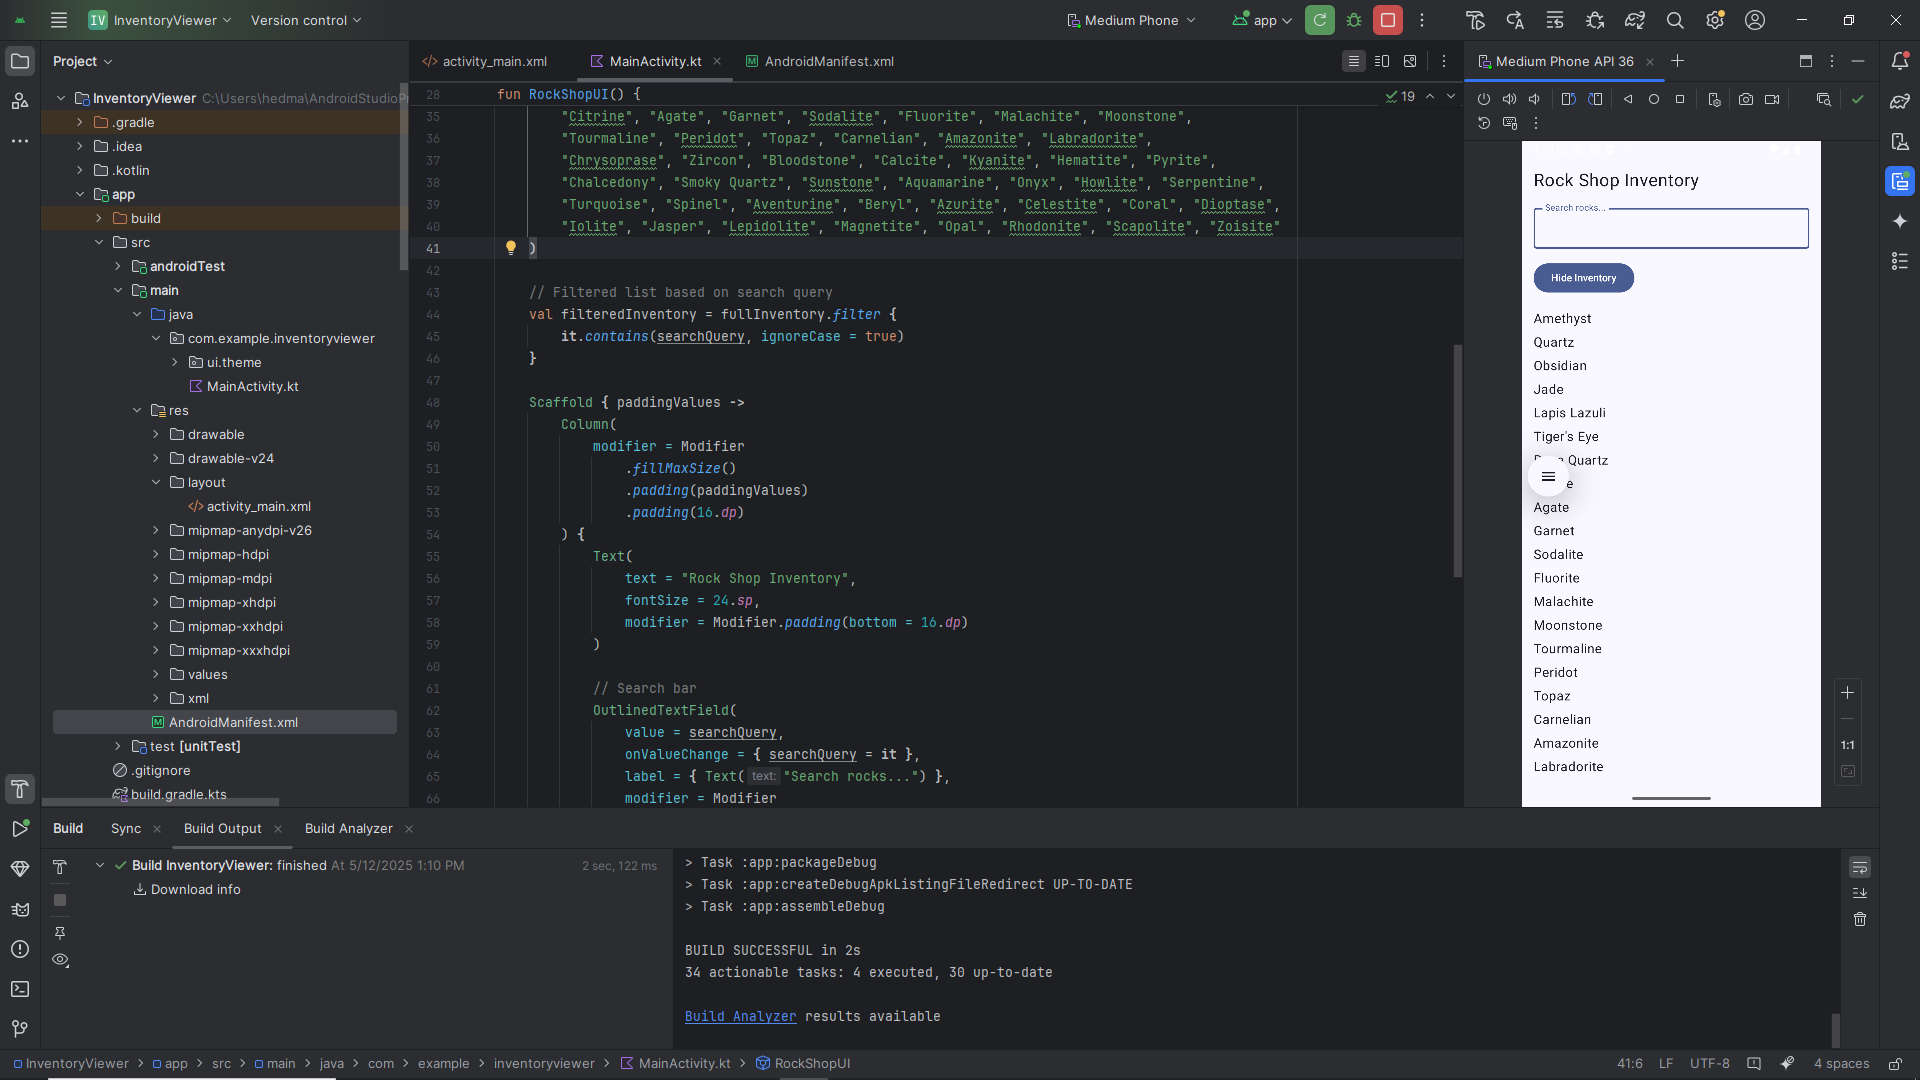 IV InventoryViewer Version control Medium Phone app
Project activity_main.xml MainActivity.kt AndroidManifest.xml Medium Phone API 36
InventoryViewer C:\Users\hedma\AndroidStudioPr
.gradle
.idea
.kotlin
app
build
src
androidTest
main
java
com.example.inventoryviewer
ui.theme
MainActivity.kt
res
drawable
drawable-v24
layout
activity_main.xml
mipmap-anydpi-v26
mipmap-hdpi
mipmap-mdpi
mipmap-xhdpi
mipmap-xxhdpi
mipmap-xxxhdpi
values
xml
AndroidManifest.xml
test [unitTest]
.gitignore
build.gradle.kts
28 fun RockShopUI() { 19
35 "Citrine", "Agate", "Garnet", "Sodalite", "Fluorite", "Malachite", "Moonstone",
36 "Tourmaline", "Peridot", "Topaz", "Carnelian", "Amazonite", "Labradorite",
37 "Chrysoprase", "Zircon", "Bloodstone", "Calcite", "Kyanite", "Hematite", "Pyrite",
38 "Chalcedony", "Smoky Quartz", "Sunstone", "Aquamarine", "Onyx", "Howlite", "Serpentine",
39 "Turquoise", "Spinel", "Aventurine", "Beryl", "Azurite", "Celestite", "Coral", "Dioptase",
40 "Iolite", "Jasper", "Lepidolite", "Magnetite", "Opal", "Rhodonite", "Scapolite", "Zoisite"
41 )
42
43 // Filtered list based on search query
44 val filteredInventory = fullInventory.filter {
45 it.contains(searchQuery, ignoreCase = true)
46 }
47
48 Scaffold { paddingValues ->
49 Column(
50 modifier = Modifier
51 .fillMaxSize()
52 .padding(paddingValues)
53 .padding(16.dp)
54 ) {
55 Text(
56 text = "Rock Shop Inventory",
57 fontSize = 24.sp,
58 modifier = Modifier.padding(bottom = 16.dp)
59 )
60
61 // Search bar
62 OutlinedTextField(
63 value = searchQuery,
64 onValueChange = { searchQuery = it },
65 label = { Text( text: "Search rocks...") },
66 modifier = Modifier
Rock Shop Inventory
Search rocks...
Hide Inventory
Amethyst
Quartz
Obsidian
Jade
Lapis Lazuli
Tiger's Eye
Quartz
Agate
Garnet
Sodalite
Fluorite
Malachite
Moonstone
Tourmaline
Peridot
Topaz
Carnelian
Amazonite
Labradorite
1:1
Build Sync Build Output Build Analyzer
Build InventoryViewer: finished At 5/12/2025 1:10 PM 2 sec, 122 ms
Download info
> Task :app:packageDebug
> Task :app:createDebugApkListingFileRedirect UP-TO-DATE
> Task :app:assembleDebug
BUILD SUCCESSFUL in 2s
34 actionable tasks: 4 executed, 30 up-to-date
Build Analyzer results available
InventoryViewer > app > src > main > java > com > example > inventoryviewer > MainActivity.kt > RockShopUI 41:6 LF UTF-8 4 spaces